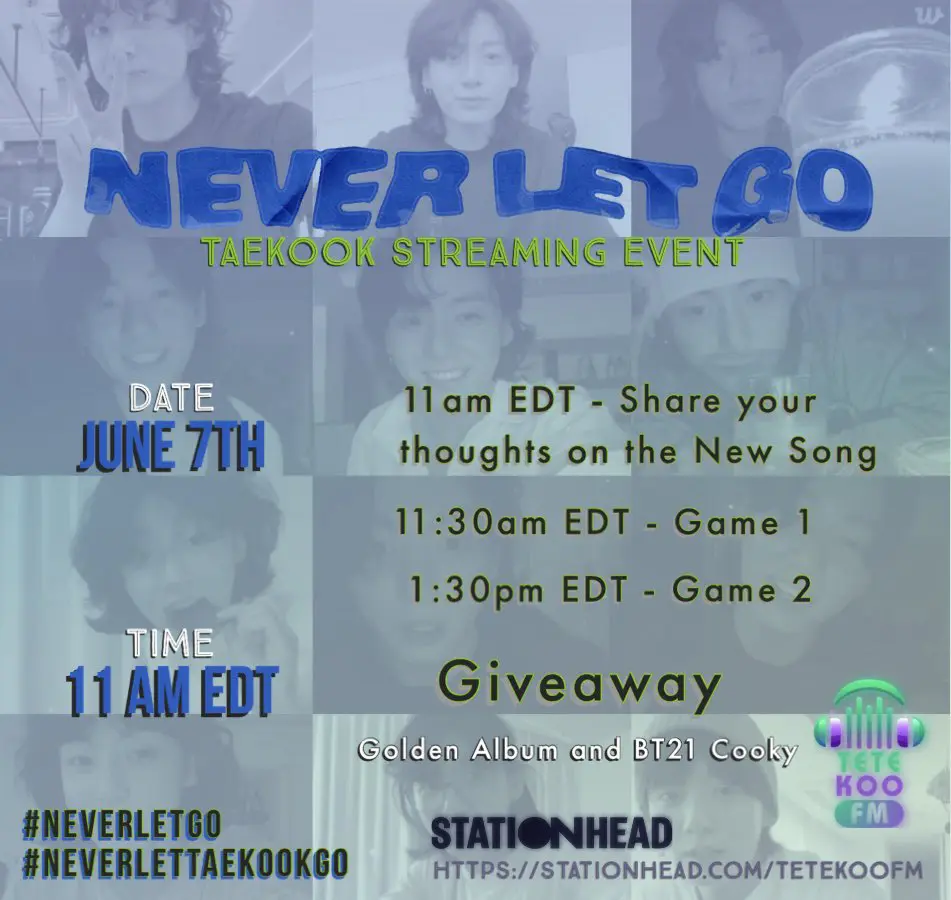 NEVER LET GO
TAEKOOK STREAMING EVENT
DATE
JUNE 7TH
11am EDT - Share your
thoughts on the New Song
11:30am EDT - Game 1
1:30pm EDT - Game 2
TIME
11 AM EDT
Giveaway
Golden Album and BT21 Cooky
TETE
KOO
FM
#NEVERLETGO
#NEVERLETTAEKOOKGO
STATIONHEAD
HTTPS://STATIONHEAD.COM/TETEKOOFM